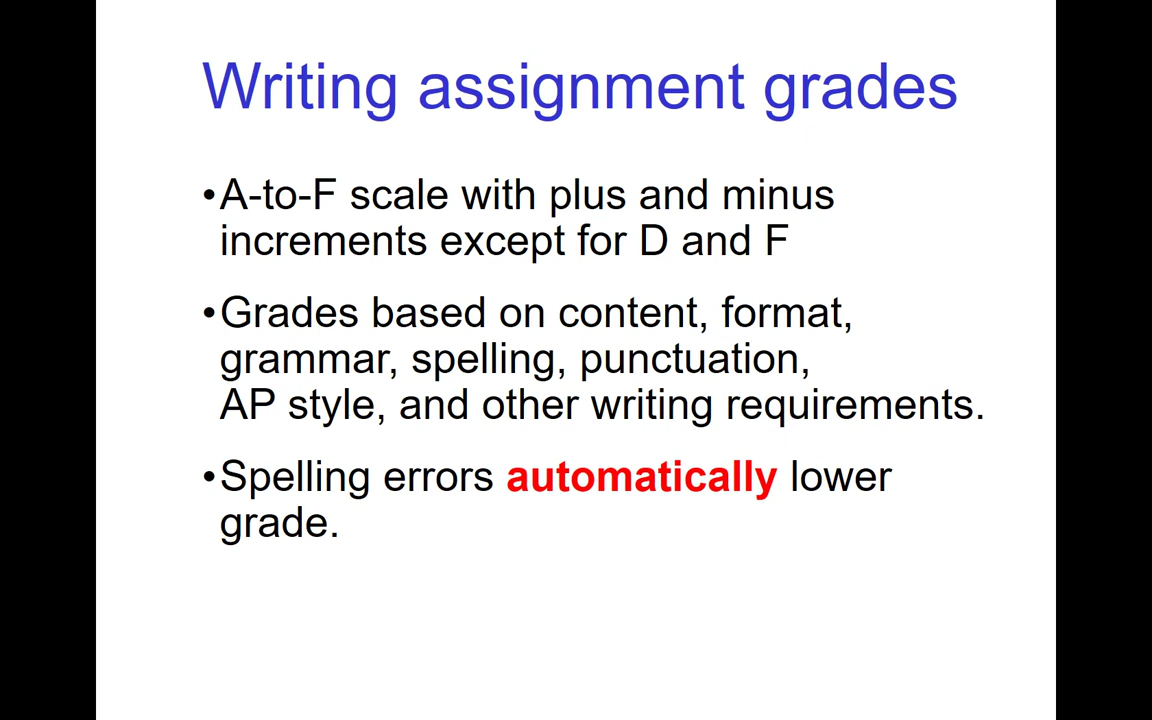 Writing assignment grades
•A-to-F scale with plus and minus
increments except for D and F
•Grades based on content, format,
grammar, spelling, punctuation,
AP style, and other writing requirements.
•Spelling errors automatically lower
grade.